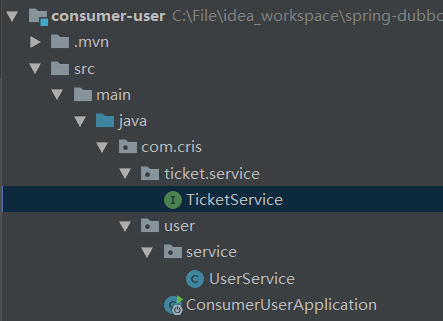 consumer-user C:\File\idea_workspace\spring-dubbo
.mvn
src
main
java
com.cris
ticket.service
I TicketService
user
service
C UserService
C ConsumerUserApplication